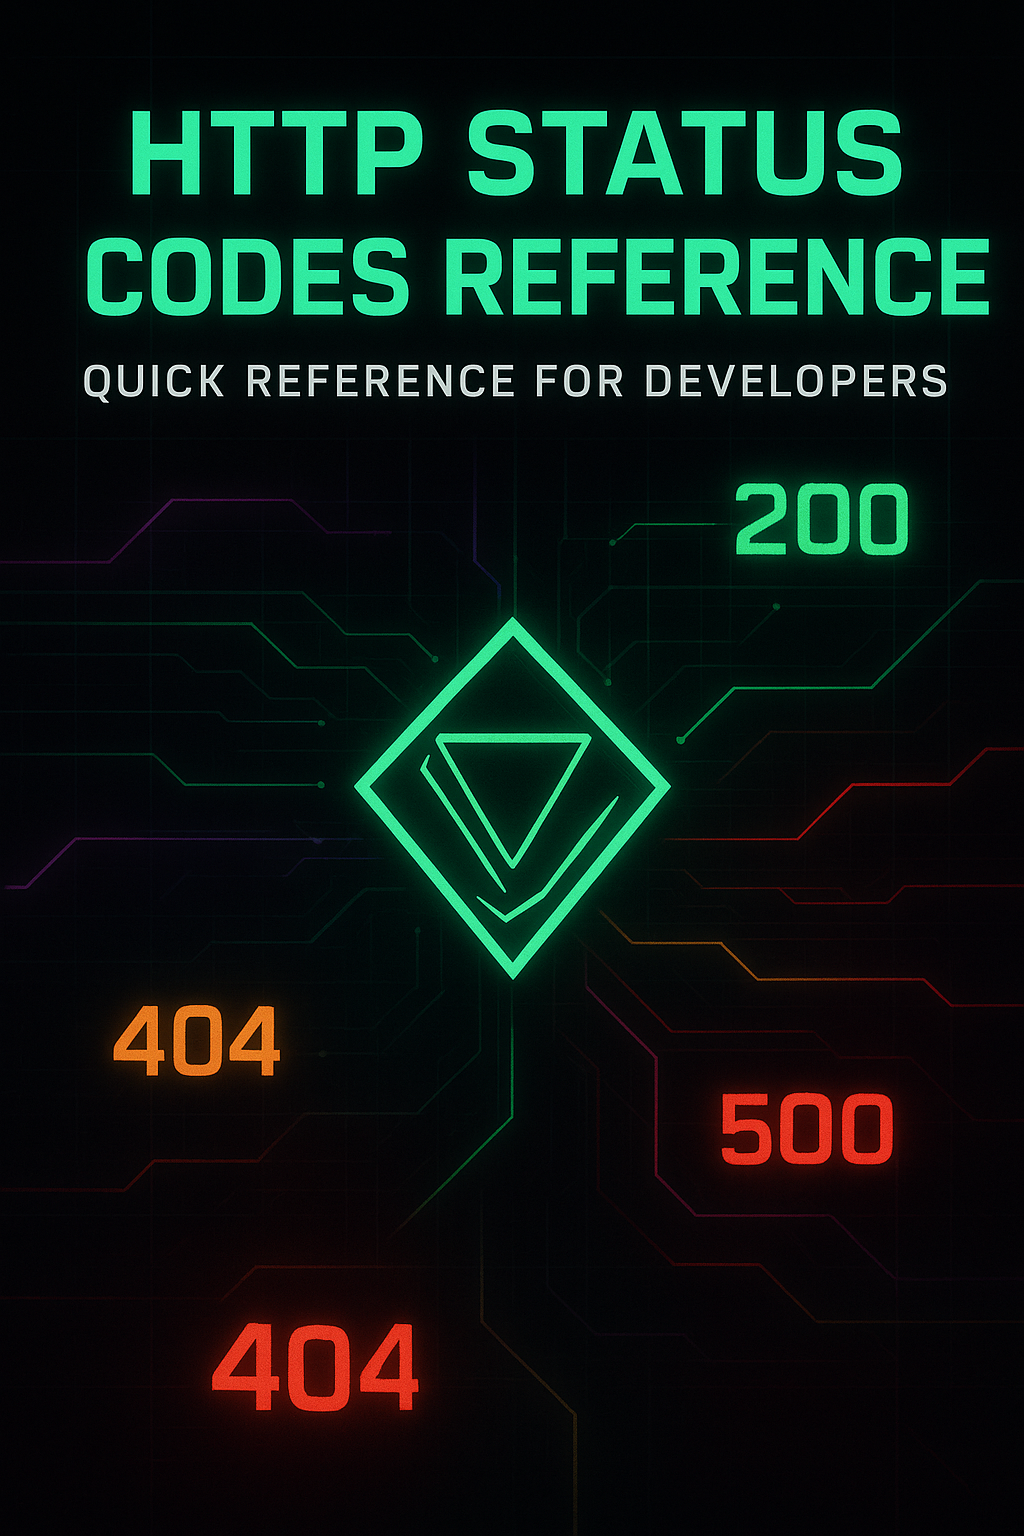 HTTP STATUS
CODES REFERENCE
QUICK REFERENCE FOR DEVELOPERS
200
404
500
404